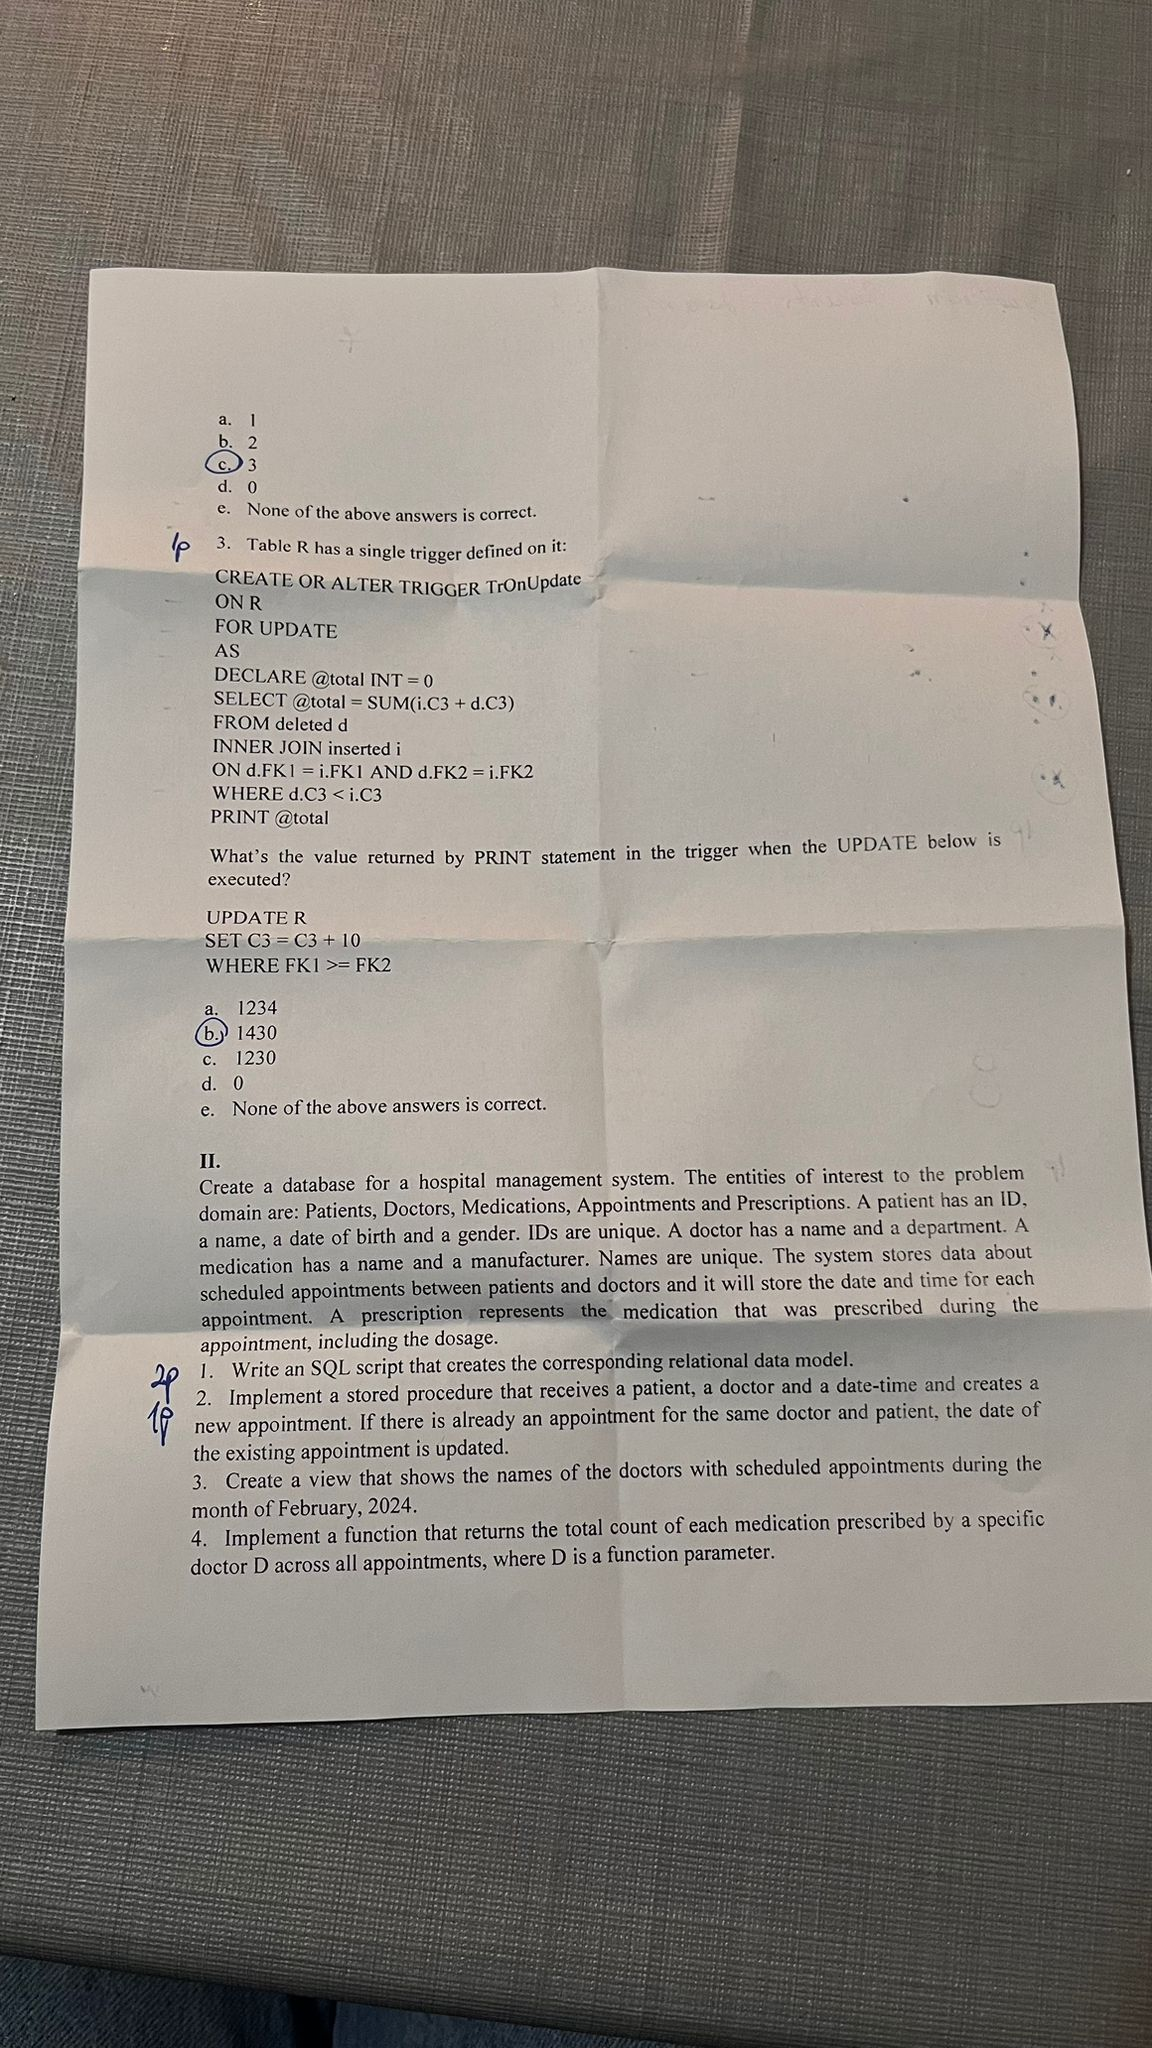 a. 1
b. 2
c. 3
d. 0
e. None of the above answers is correct.
1p 3. Table R has a single trigger defined on it:
CREATE OR ALTER TRIGGER TrOnUpdate
ON R
FOR UPDATE
AS
DECLARE @total INT = 0
SELECT @total = SUM(i.C3 + d.C3)
FROM deleted d
INNER JOIN inserted i
ON d.FK1 = i.FK1 AND d.FK2 = i.FK2
WHERE d.C3 < i.C3
PRINT @total
What's the value returned by PRINT statement in the trigger when the UPDATE below is
executed?
UPDATE R
SET C3 = C3 + 10
WHERE FK1 >= FK2
a. 1234
b. 1430
c. 1230
d. 0
e. None of the above answers is correct.
II.
Create a database for a hospital management system. The entities of interest to the problem
domain are: Patients, Doctors, Medications, Appointments and Prescriptions. A patient has an ID,
a name, a date of birth and a gender. IDs are unique. A doctor has a name and a department. A
medication has a name and a manufacturer. Names are unique. The system stores data about
scheduled appointments between patients and doctors and it will store the date and time for each
appointment. A prescription represents the medication that was prescribed during the
appointment, including the dosage.
2p 1. Write an SQL script that creates the corresponding relational data model.
1p 2. Implement a stored procedure that receives a patient, a doctor and a date-time and creates a
new appointment. If there is already an appointment for the same doctor and patient, the date of
the existing appointment is updated.
3. Create a view that shows the names of the doctors with scheduled appointments during the
month of February, 2024.
4. Implement a function that returns the total count of each medication prescribed by a specific
doctor D across all appointments, where D is a function parameter.